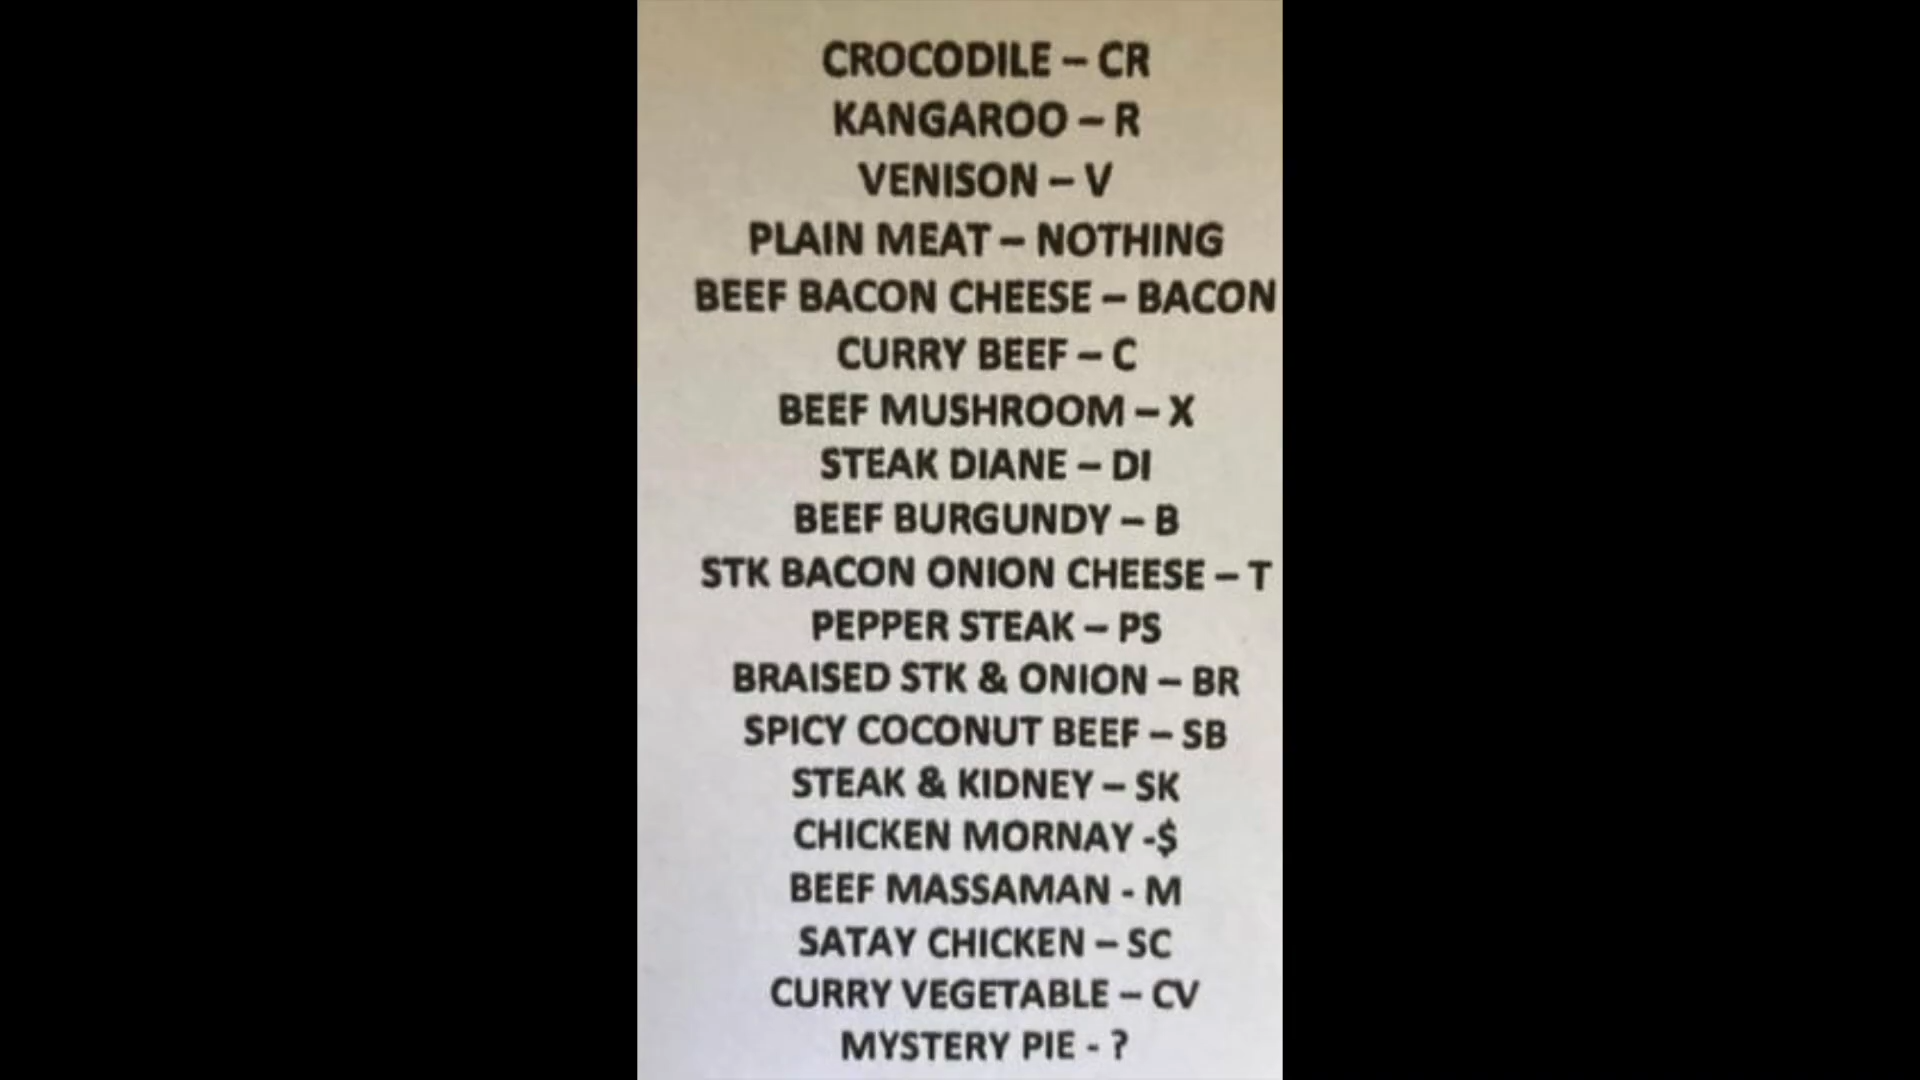 CROCODILE – CR
KANGAROO – R
VENISON – V
PLAIN MEAT – NOTHING
BEEF BACON CHEESE – BACON
CURRY BEEF – C
BEEF MUSHROOM – X
STEAK DIANE – DI
BEEF BURGUNDY – B
STK BACON ONION CHEESE – T
PEPPER STEAK – PS
BRAISED STK & ONION – BR
SPICY COCONUT BEEF – SB
STEAK & KIDNEY – SK
CHICKEN MORNAY -$
BEEF MASSAMAN - M
SATAY CHICKEN – SC
CURRY VEGETABLE – CV
MYSTERY PIE - ?